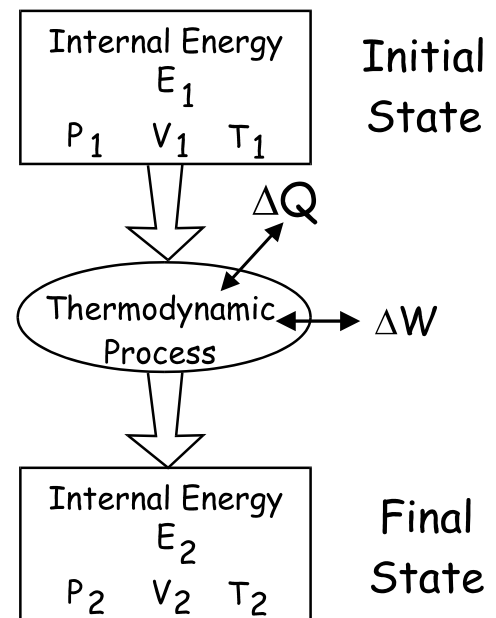 Internal Energy
E1
P1 V1 T1
Initial
State
ΔQ
Thermodynamic
Process
ΔW
Internal Energy
E2
P2 V2 T2
Final
State